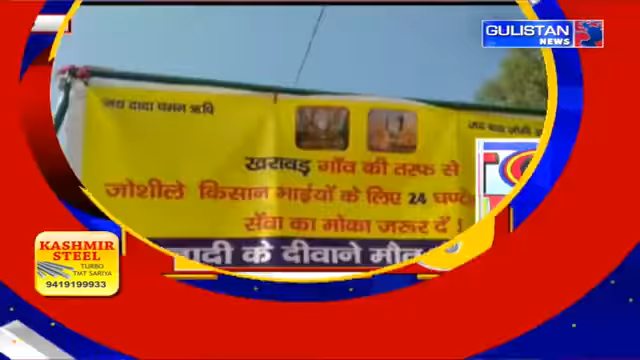 GULISTAN
NEWS
जय दादा चमन ऋषि
खरावड़ गाँव की तरफ से
जोशीले किसान भाईयों के लिए 24 घण्टे
सेंवा का मोका जरूर दें !
के दीवाने
KASHMIR
STEEL
TURBO
TMT SARIYA
9419199933